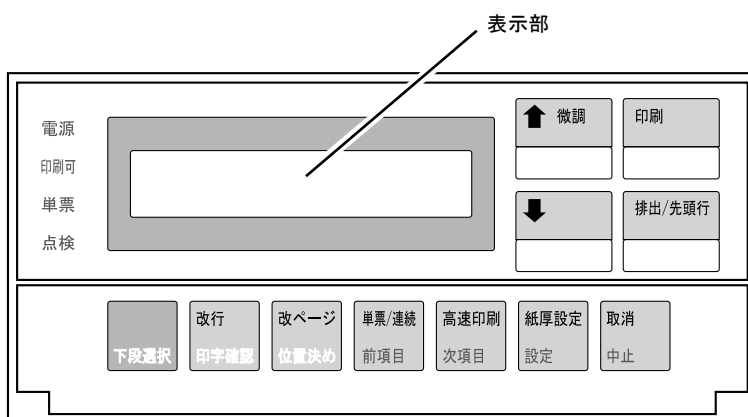 表示部
電源
印刷可
単票
点検
微調
印刷
排出/先頭行
下段選択
改行
印字確認
改ページ
位置決め
単票/連続
前項目
高速印刷
次項目
紙厚設定
設定
取消
中止